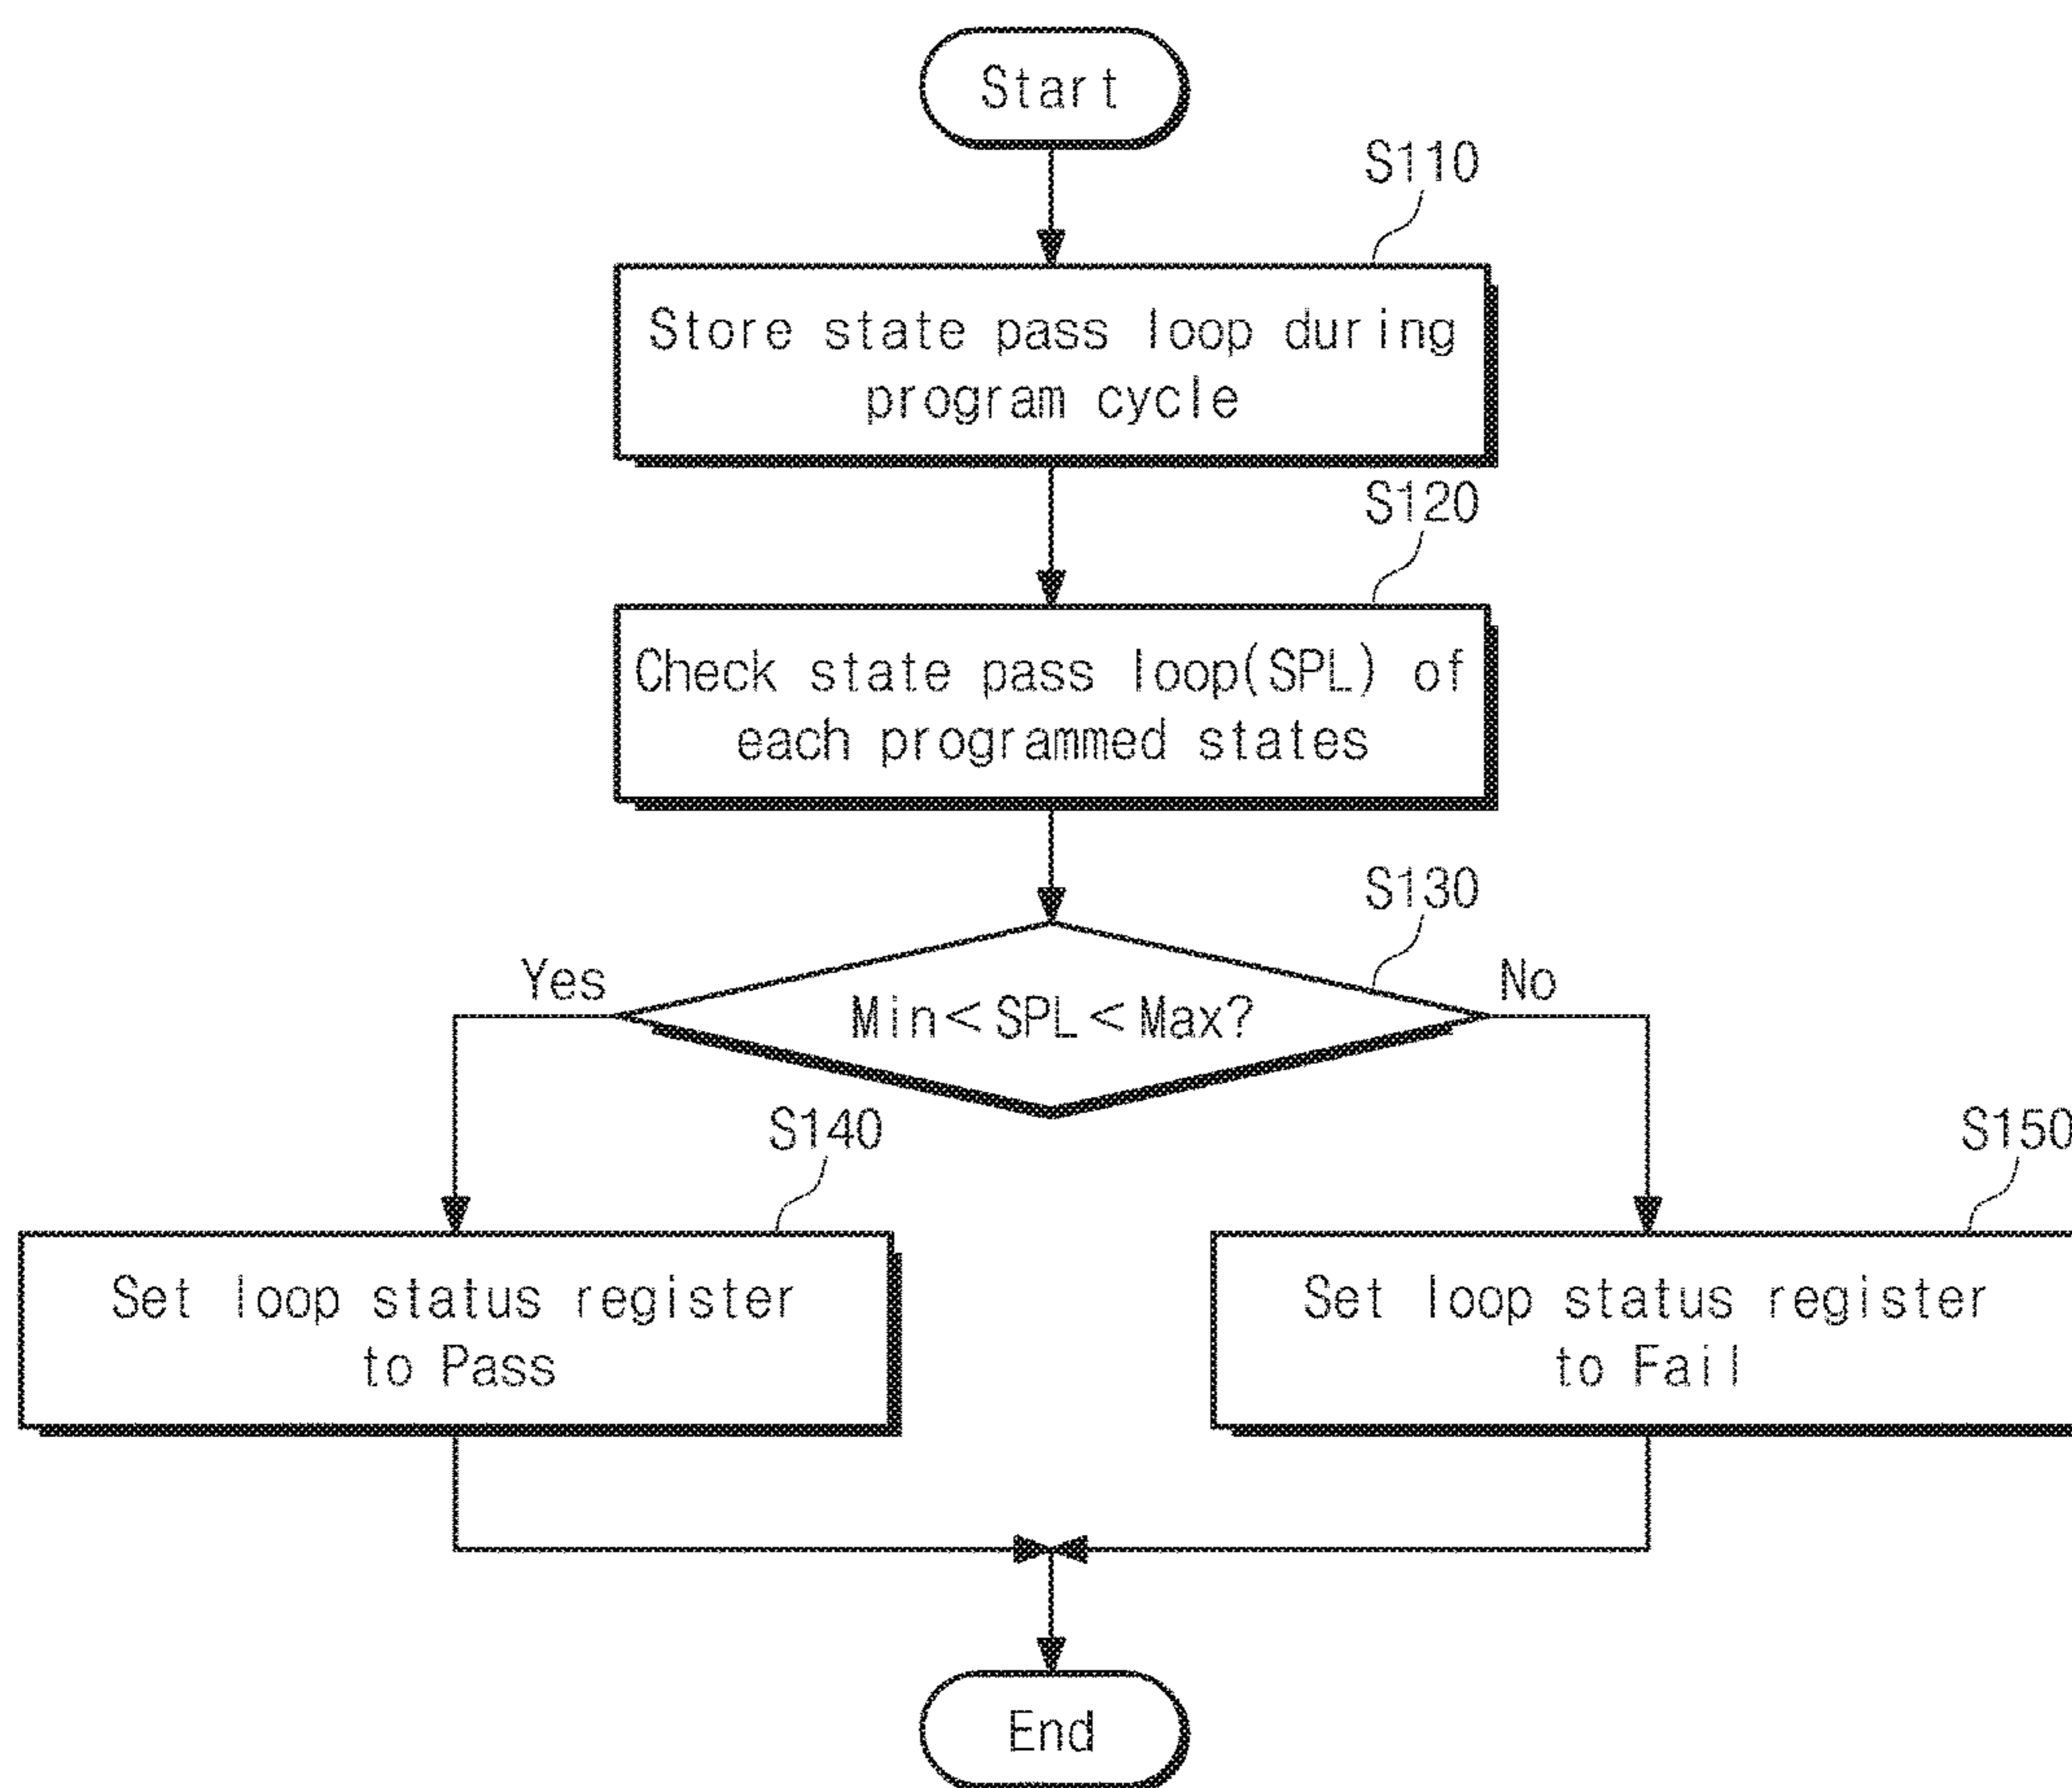 Start
S110
Store state pass loop during
program cycle
S120
Check state pass loop(SPL) of
each programmed states
S130
Yes
No
Min<SPL<Max?
S140
S150
Set loop status register
to Pass
Set loop status register
to Fail
End